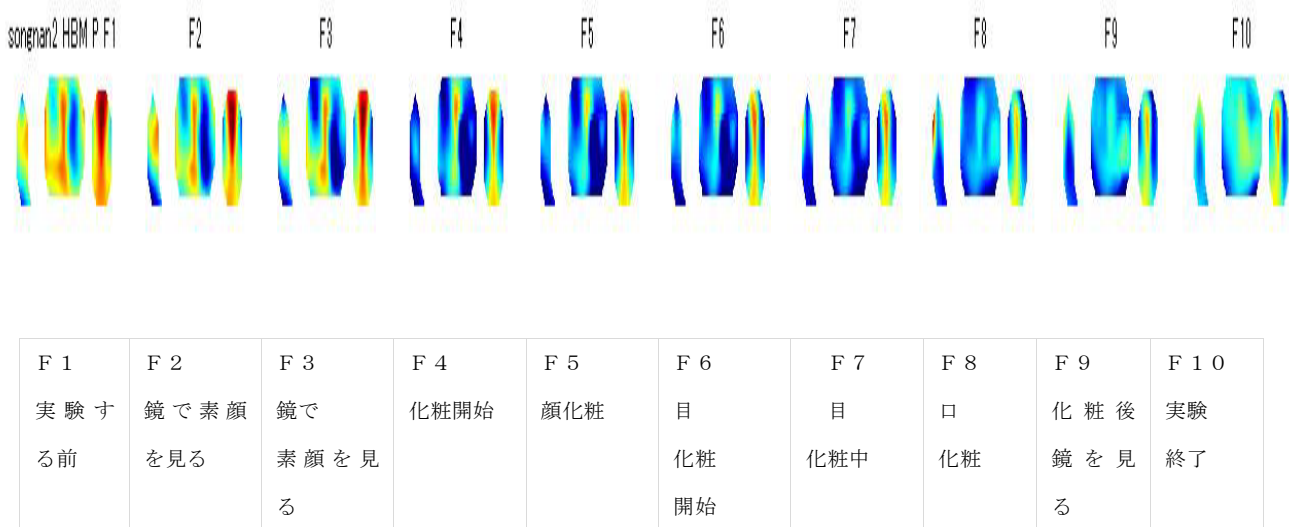 songnan2 HBM P F1 F2 F3 F4 F5 F6 F7 F8 F9 F10
F1 F2 F3 F4 F5 F6 F7 F8 F9 F10
実験す 鏡で素顔 鏡で 化粧開始 顔化粧 目 目 口 化粧後 実験
る前 を見る 素顔を見 化粧 化粧中 化粧 鏡を見 終了
る 開始 る